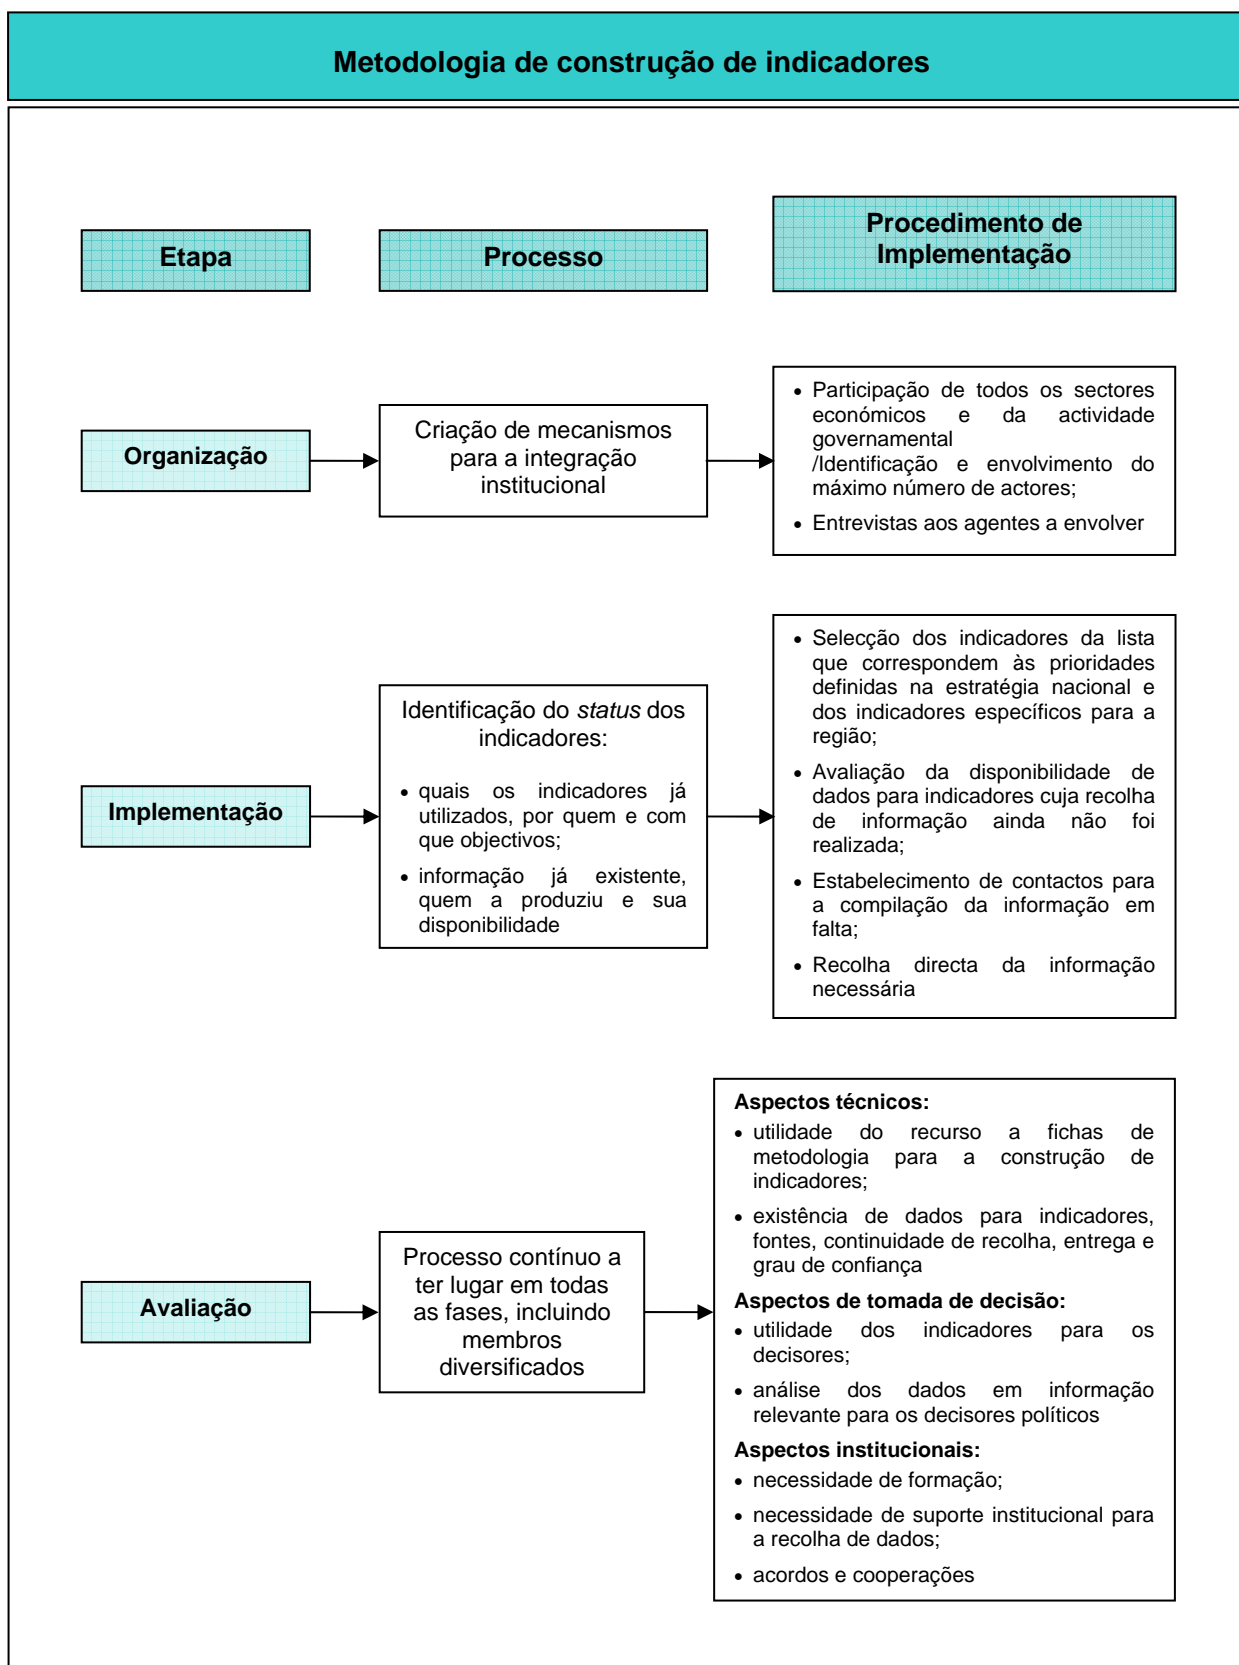 Metodologia de construção de indicadores
Etapa
Processo
Procedimento de
Implementação
Organização
Criação de mecanismos
para a integração
institucional
• Participação de todos os sectores
económicos e da actividade
governamental
/Identificação e envolvimento do
máximo número de actores;
• Entrevistas aos agentes a envolver
Implementação
Identificação do status dos
indicadores:
• quais os indicadores já
utilizados, por quem e com
que objectivos;
• informação já existente,
quem a produziu e sua
disponibilidade
• Selecção dos indicadores da lista
que correspondem às prioridades
definidas na estratégia nacional e
dos indicadores específicos para a
região;
• Avaliação da disponibilidade de
dados para indicadores cuja recolha
de informação ainda não foi
realizada;
• Estabelecimento de contactos para
a compilação da informação em
falta;
• Recolha directa da informação
necessária
Avaliação
Processo contínuo a
ter lugar em todas
as fases, incluindo
membros
diversificados
Aspectos técnicos:
• utilidade do recurso a fichas de
metodologia para a construção de
indicadores;
• existência de dados para indicadores,
fontes, continuidade de recolha, entrega e
grau de confiança
Aspectos de tomada de decisão:
• utilidade dos indicadores para os
decisores;
• análise dos dados em informação
relevante para os decisores políticos
Aspectos institucionais:
• necessidade de formação;
• necessidade de suporte institucional para
a recolha de dados;
• acordos e cooperações